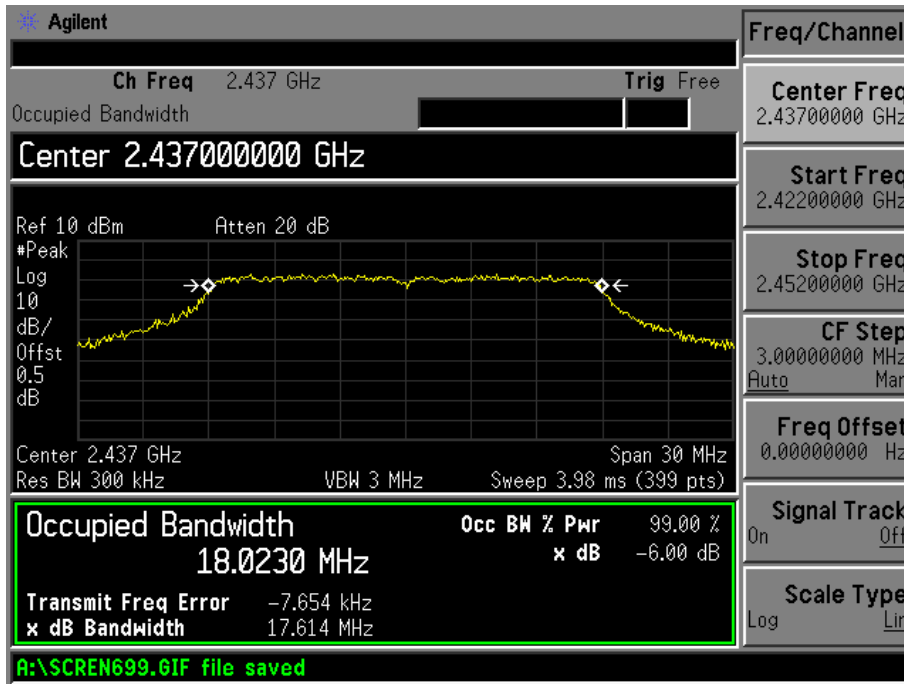 Agilent
Freq/Channel
Ch Freq 2.437 GHz Trig Free
Occupied Bandwidth
Center 2.437000000 GHz
Ref 10 dBm Atten 20 dB
#Peak
Log
10
dB/
Offst
0.5
dB
Center 2.437 GHz Span 30 MHz
Res BW 300 kHz VBW 3 MHz Sweep 3.98 ms (399 pts)
Occupied Bandwidth
18.0230 MHz
Occ BW % Pwr 99.00 %
x dB -6.00 dB
Transmit Freq Error -7.654 kHz
x dB Bandwidth 17.614 MHz
A:\SCREN699.GIF file saved
Center Freq
2.43700000 GHz
Start Freq
2.42200000 GHz
Stop Freq
2.45200000 GHz
CF Step
3.00000000 MHz
Auto Man
Freq Offset
0.00000000 Hz
Signal Track
On Off
Scale Type
Log Lin